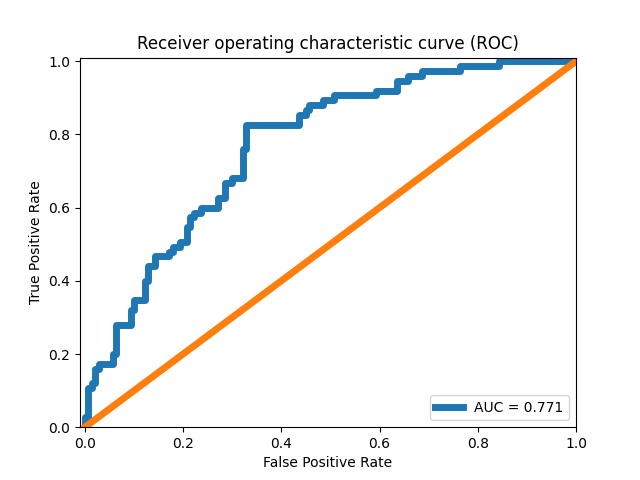 Receiver operating characteristic curve (ROC)
True Positive Rate
1.0
0.8
0.6
0.4
0.2
0.0
AUC = 0.771
0.0 0.2 0.4 0.6 0.8 1.0
False Positive Rate